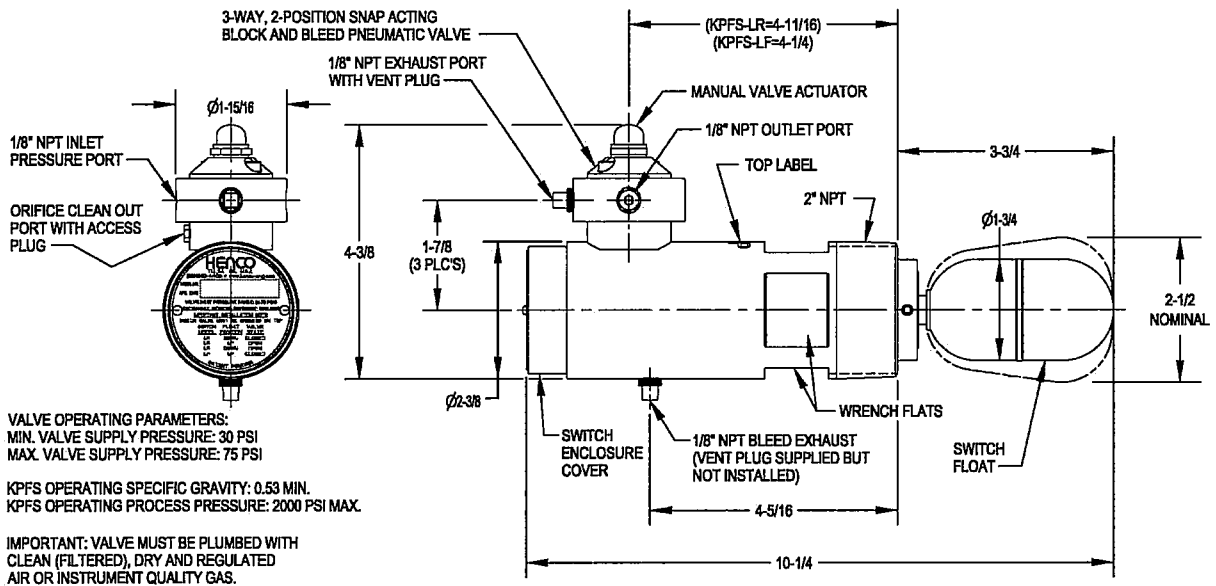 3-WAY, 2-POSITION SNAP ACTING
BLOCK AND BLEED PNEUMATIC VALVE
(KPFS-LR=4-11/16)
(KPFS-LF=4-1/4)
1/8" NPT EXHAUST PORT
WITH VENT PLUG
Ø1-15/16
MANUAL VALVE ACTUATOR
1/8" NPT INLET
PRESSURE PORT
1/8" NPT OUTLET PORT
3-3/4
TOP LABEL
2" NPT
ORIFICE CLEAN OUT
PORT WITH ACCESS
PLUG
Ø1-3/4
4-3/8
1-7/8
(3 PLC'S)
HENCO
2-1/2
NOMINAL
Ø2-3/8
WRENCH FLATS
SWITCH
ENCLOSURE
COVER
1/8" NPT BLEED EXHAUST
(VENT PLUG SUPPLIED BUT
NOT INSTALLED)
SWITCH
FLOAT
VALVE OPERATING PARAMETERS:
MIN. VALVE SUPPLY PRESSURE: 30 PSI
MAX. VALVE SUPPLY PRESSURE: 75 PSI
KPFS OPERATING SPECIFIC GRAVITY: 0.53 MIN.
KPFS OPERATING PROCESS PRESSURE: 2000 PSI MAX.
4-5/16
IMPORTANT: VALVE MUST BE PLUMBED WITH
CLEAN (FILTERED), DRY AND REGULATED
AIR OR INSTRUMENT QUALITY GAS.
10-1/4